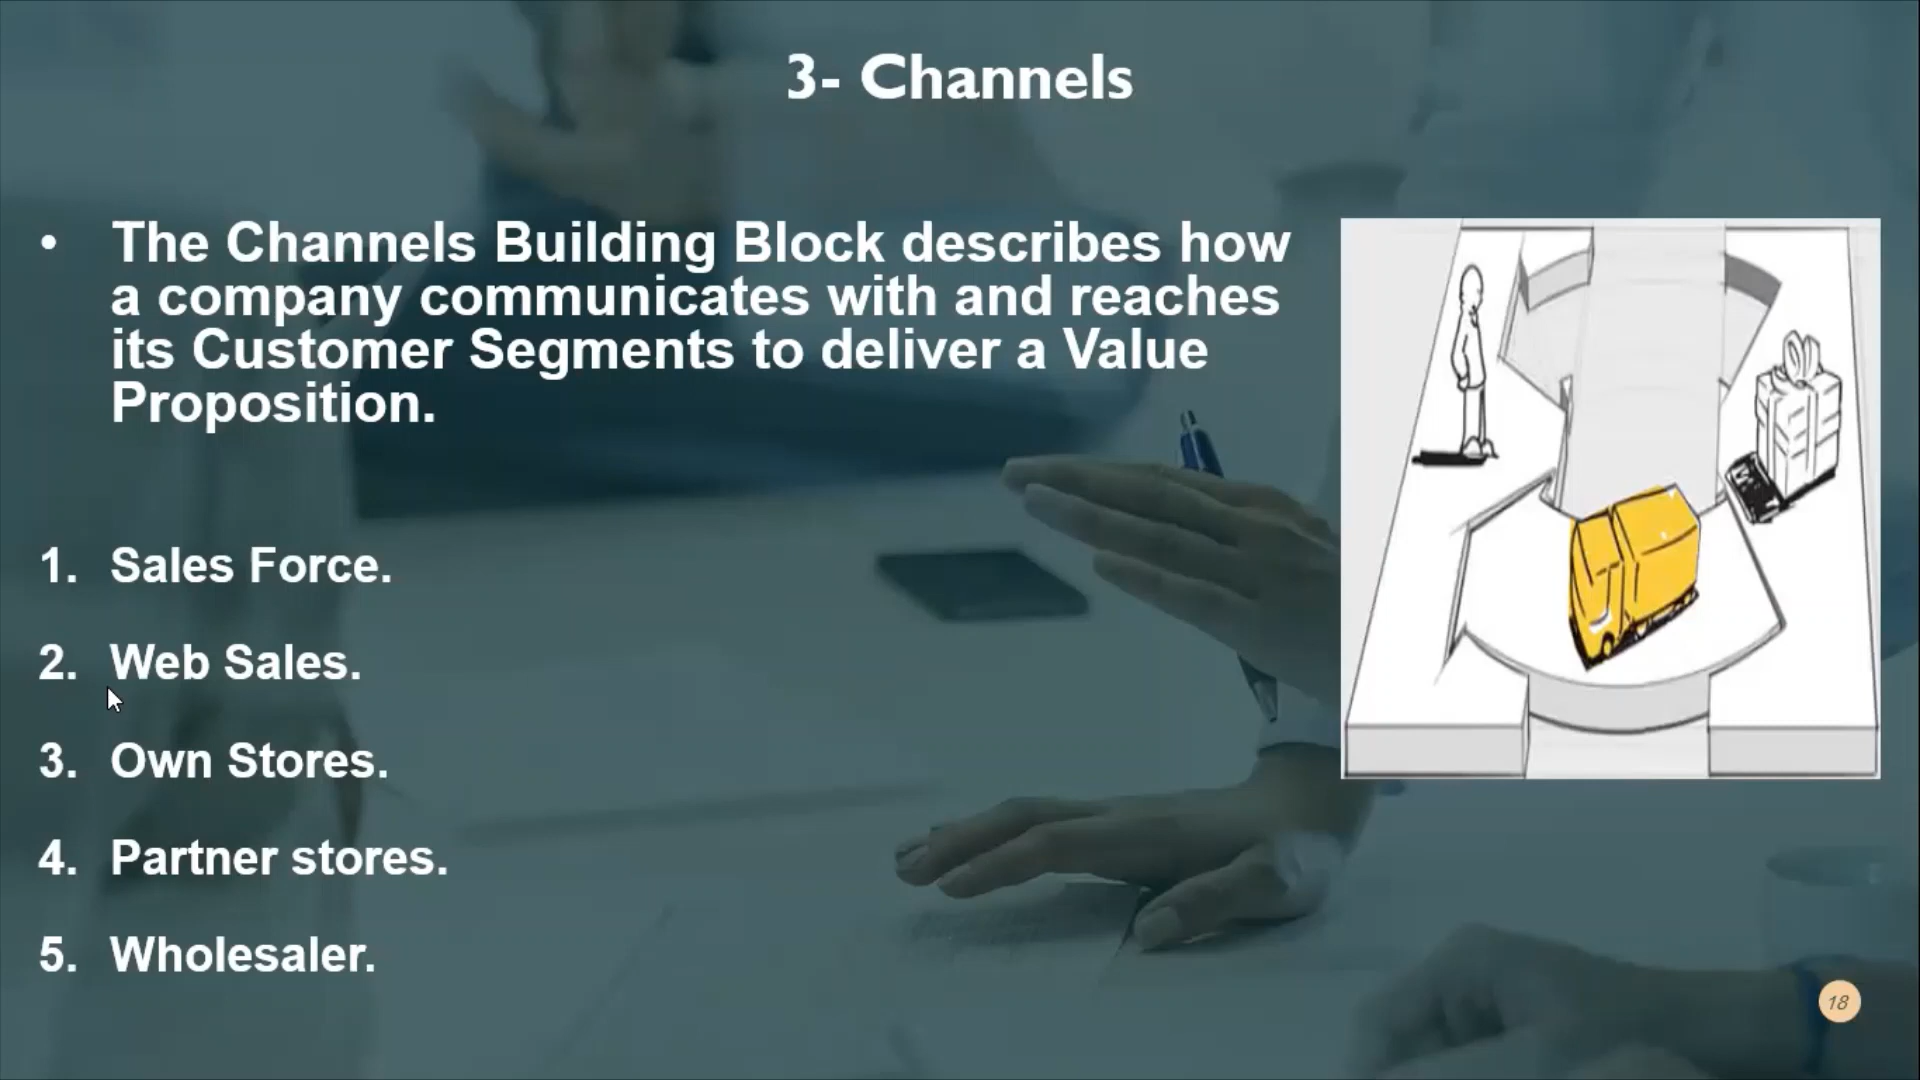 3- Channels
• The Channels Building Block describes how
a company communicates with and reaches
its Customer Segments to deliver a Value
Proposition.
1. Sales Force.
2. Web Sales.
3. Own Stores.
4. Partner stores.
5. Wholesaler.
18